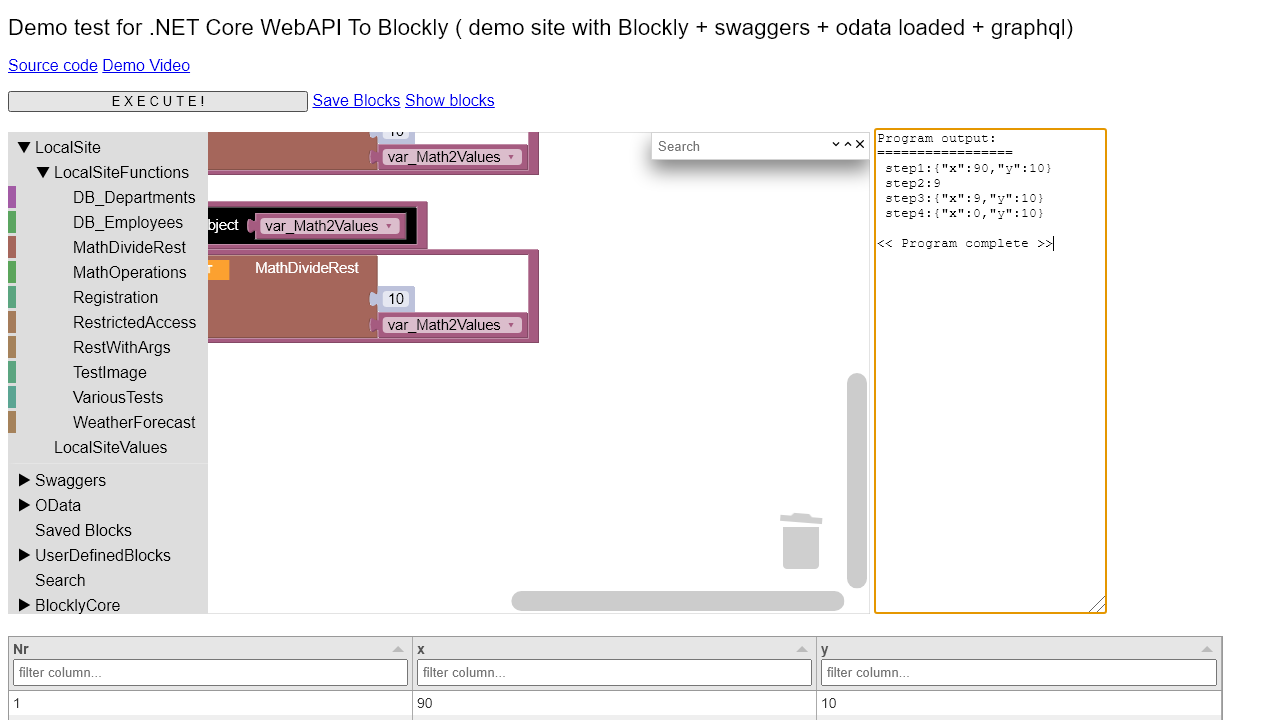 Demo test for .NET Core WebAPI To Blockly ( demo site with Blockly + swaggers + odata loaded + graphql)
Source code Demo Video
E X E C U T E ! Save Blocks Show blocks
LocalSite
LocalSiteFunctions
DB_Departments
DB_Employees
MathDivideRest
MathOperations
Registration
RestrictedAccess
RestWithArgs
TestImage
VariousTests
WeatherForecast
LocalSiteValues
Swaggers
OData
Saved Blocks
UserDefinedBlocks
Search
BlocklyCore
10
var_Math2Values
bject var_Math2Values
r MathDivideRest
10
var_Math2Values
Search
Program output:
=================
step1:{"x":90,"y":10}
step2:9
step3:{"x":9,"y":10}
step4:{"x":0,"y":10}
<< Program complete >>
Nr x y
filter column... filter column... filter column...
1 90 10